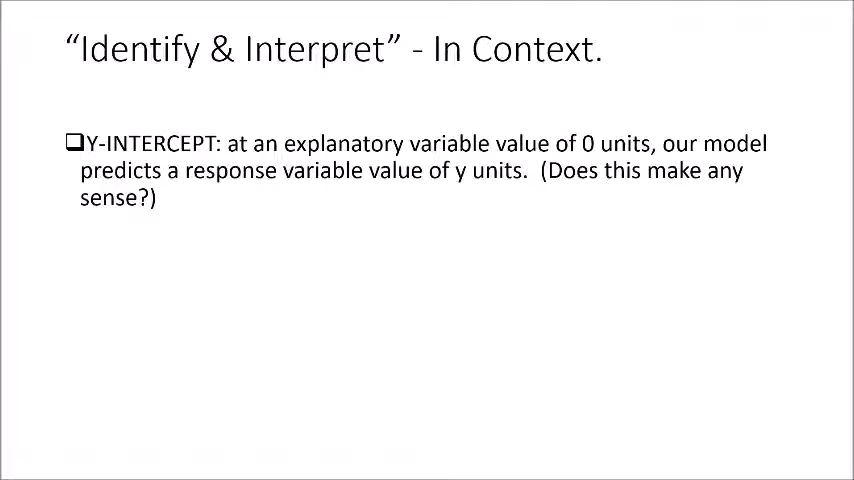 “Identify & Interpret” - In Context.
❑Y-INTERCEPT: at an explanatory variable value of 0 units, our model
predicts a response variable value of y units. (Does this make any
sense?)